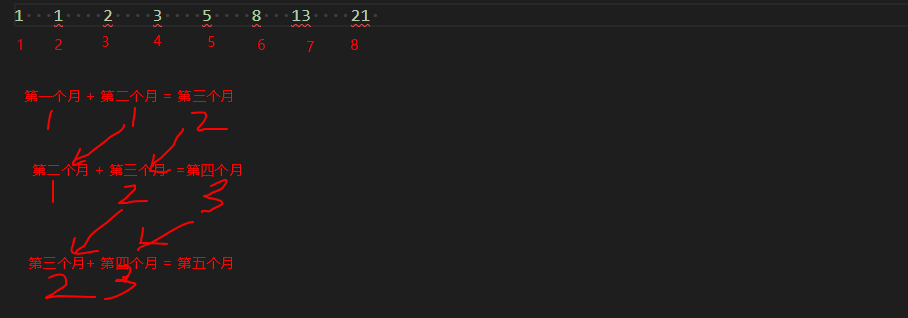 1 1 2 3 5 8 13 21
1 2 3 4 5 6 7 8
第一个月 + 第二个月 = 第三个月
1 1 2
第二个月 + 第三个月 =第四个月
1 2 3
第三个月+ 第四个月 = 第五个月
2 3